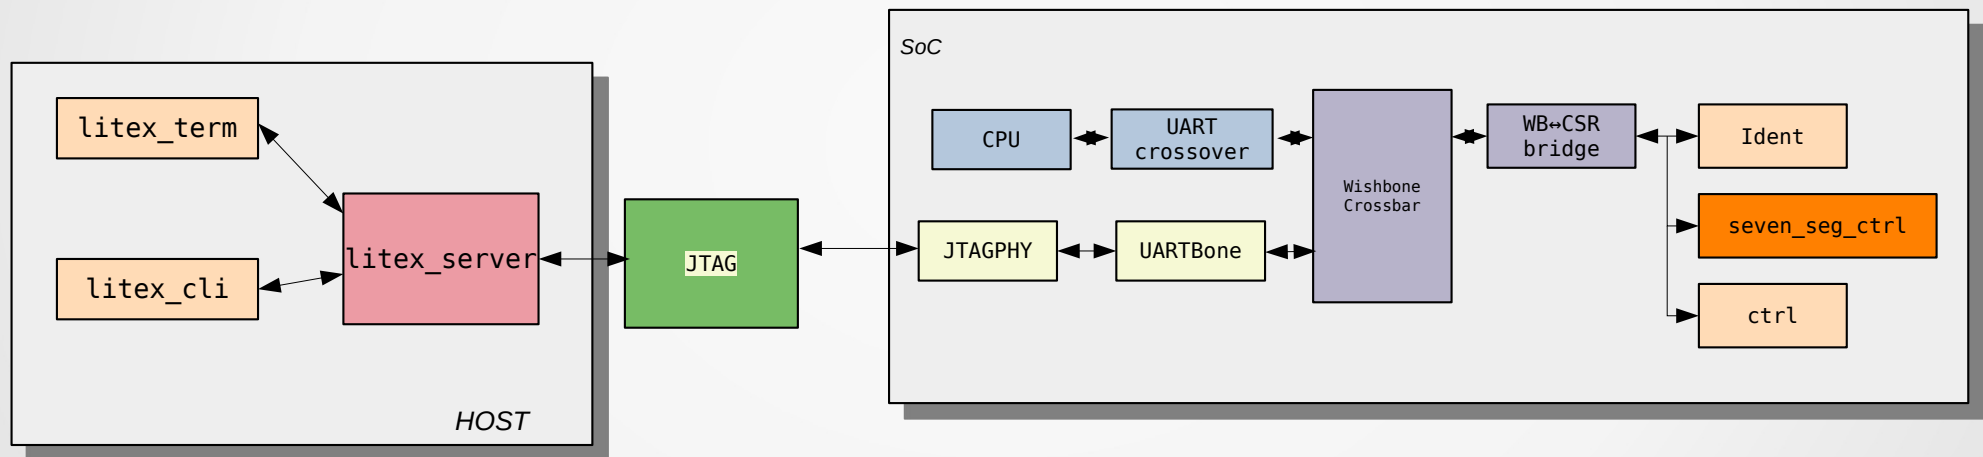 SoC
litex_term
litex_server
litex_cli
HOST
JTAG
CPU
UART
crossover
JTAGPHY
UARTBone
Wishbone
Crossbar
WB↔CSR
bridge
Ident
seven_seg_ctrl
ctrl